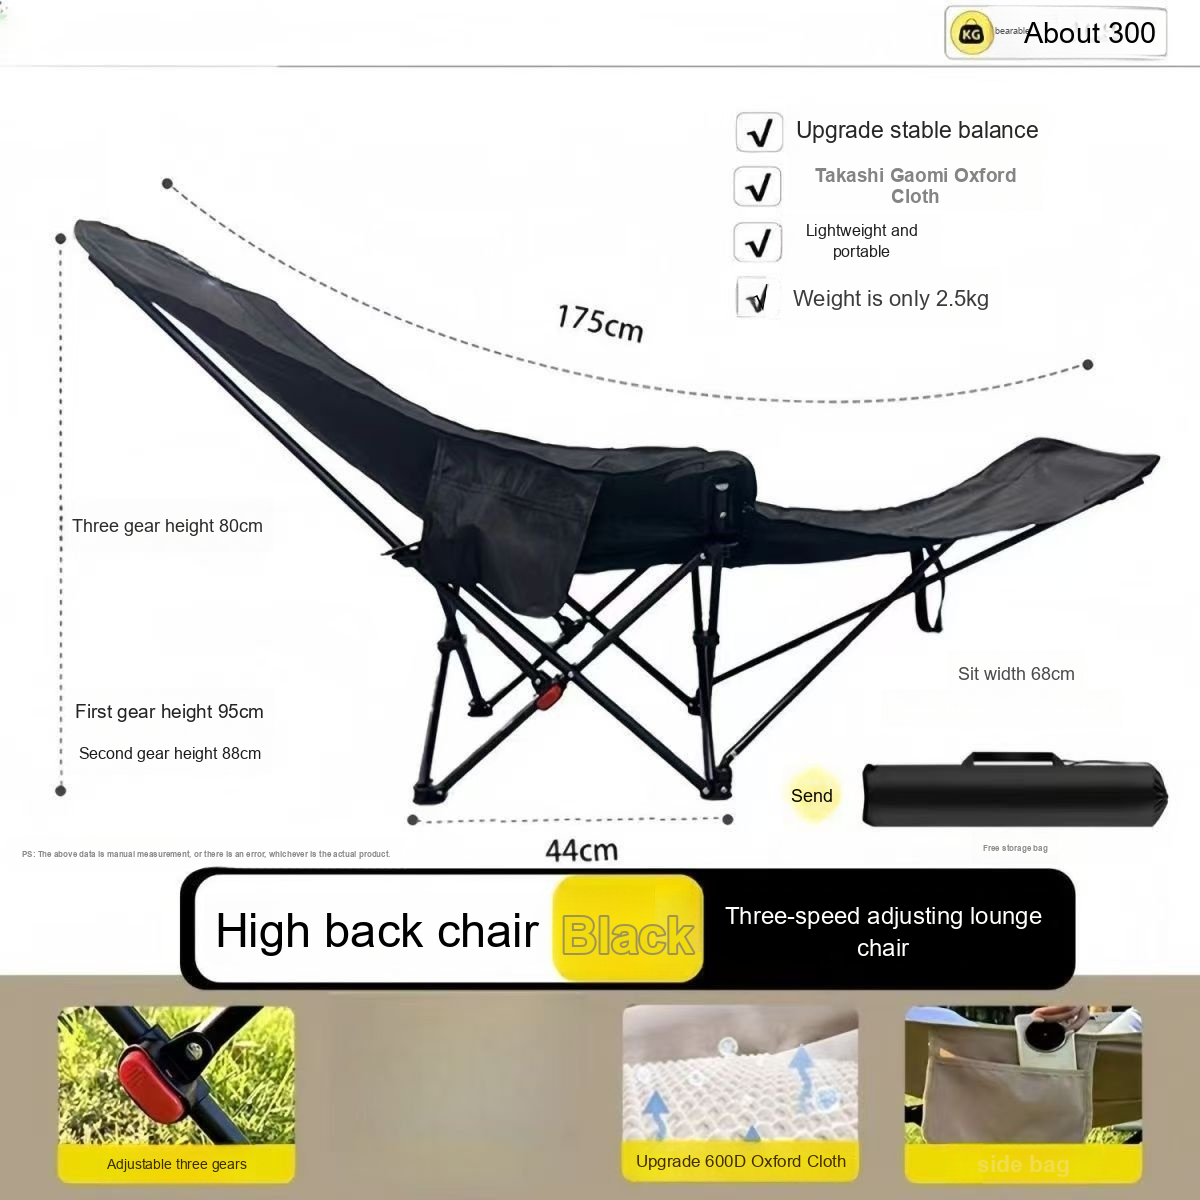 KG
bearable
About 300
Upgrade stable balance
Takashi Gaomi Oxford
Cloth
Lightweight and
portable
Weight is only 2.5kg
175cm
Three gear height 80cm
First gear height 95cm
Second gear height 88cm
Sit width 68cm
Send
44cm
Free storage bag
PS: The above data is manual measurement, or there is an error, whichever is the actual product.
High back chair
Black
Three-speed adjusting lounge
chair
Adjustable three gears
Upgrade 600D Oxford Cloth
side bag